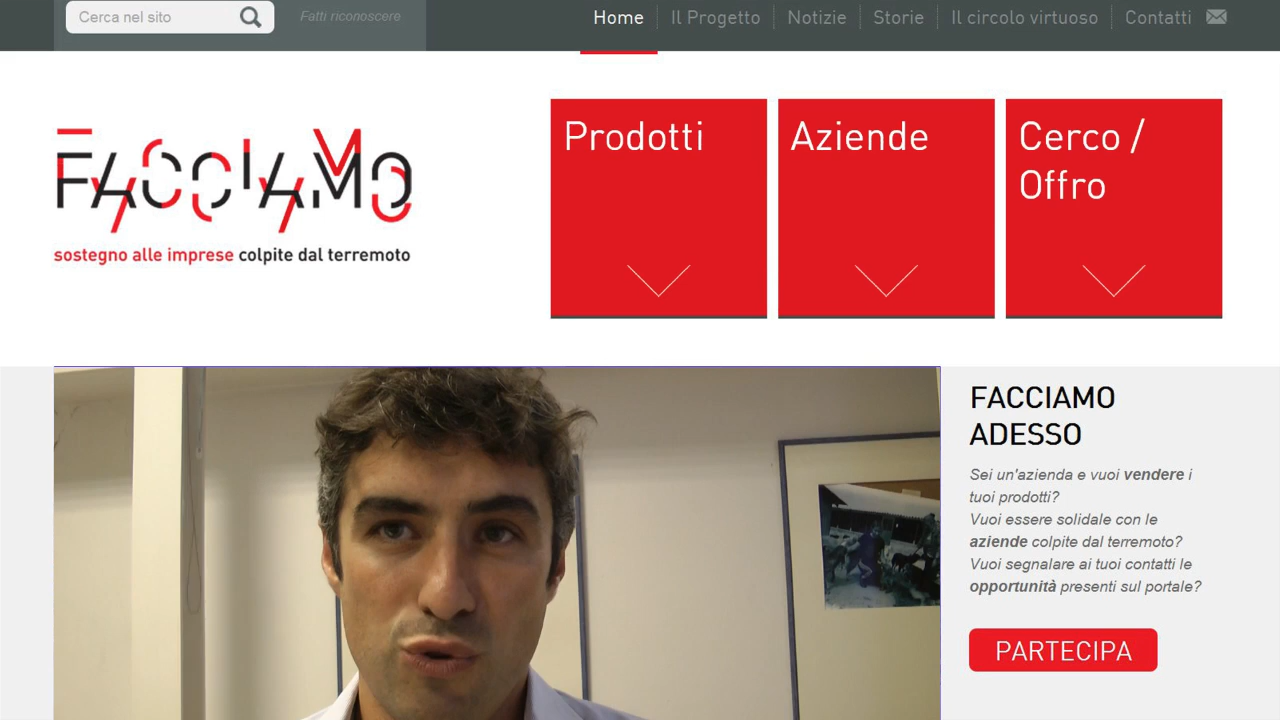 Cerca nel sito
Fatti riconoscere
Home
Il Progetto
Notizie
Storie
Il circolo virtuoso
Contatti
FACCIAMO
sostegno alle imprese colpite dal terremoto
Prodotti
Aziende
Cerco /
Offro
FACCIAMO
ADESSO
Sei un'azienda e vuoi vendere i
tuoi prodotti?
Vuoi essere solidale con le
aziende colpite dal terremoto?
Vuoi segnalare ai tuoi contatti le
opportunità presenti sul portale?
PARTECIPA